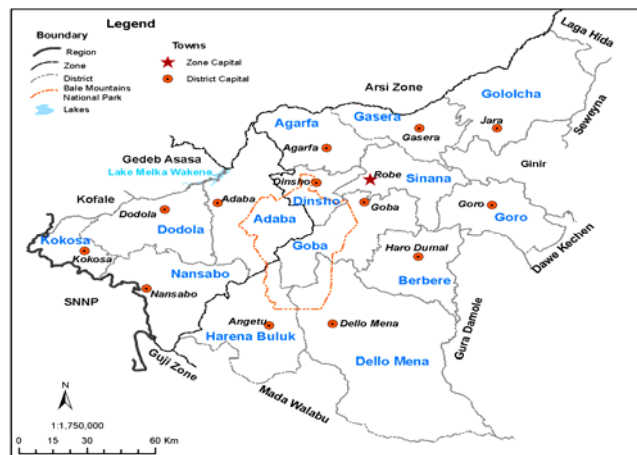 Legend
Boundary
Region
Zone
District
Bale Mountains
National Park
Lakes
Towns
Zone Capital
District Capital
Laga Hida
Arsi Zone
Gololcha
Gasera
Seweyna
Agarfa
Jara
Gasera
Agarfa
Gedeb Asasa
Ginir
Lake Melka Wakene
Robe
Sinana
Dinsho
Kofale
Adaba
Dinsho
Goba
Goro
Dodola
Adaba
Goro
Dodola
Kokosa
Goba
Haro Dumal
Dawe Kechen
Kokosa
Nansabo
Berbere
SNNP
Nansabo
Angetu
Dello Mena
Gura Damole
Harena Buluk
Guji Zone
Dello Mena
Mada Walabu
N
1:1,750,000
0 15 30 60 Km